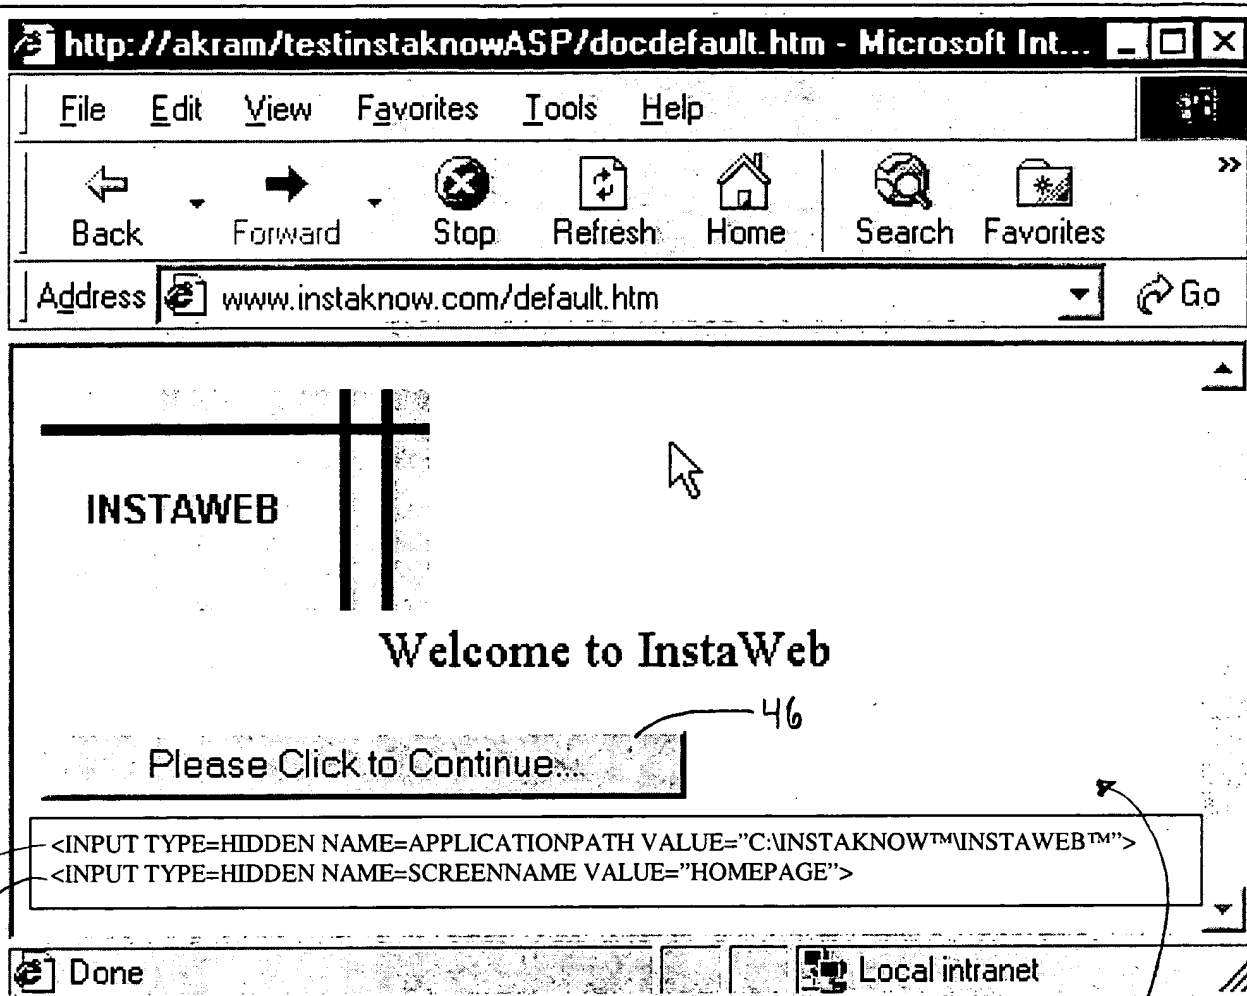 http://akram/testinstaknowASP/docdefault.htm - Microsoft Int...
File Edit View Favorites Tools Help
Back Forward Stop Refresh Home Search Favorites »
Address www.instaknow.com/default.htm Go
INSTAWEB
Welcome to InstaWeb
46
Please Click to Continue....
<INPUT TYPE=HIDDEN NAME=APPLICATIONPATH VALUE="C:\INSTAKNOW™\INSTAWEB™">
<INPUT TYPE=HIDDEN NAME=SCREENNAME VALUE="HOMEPAGE">
Done Local intranet